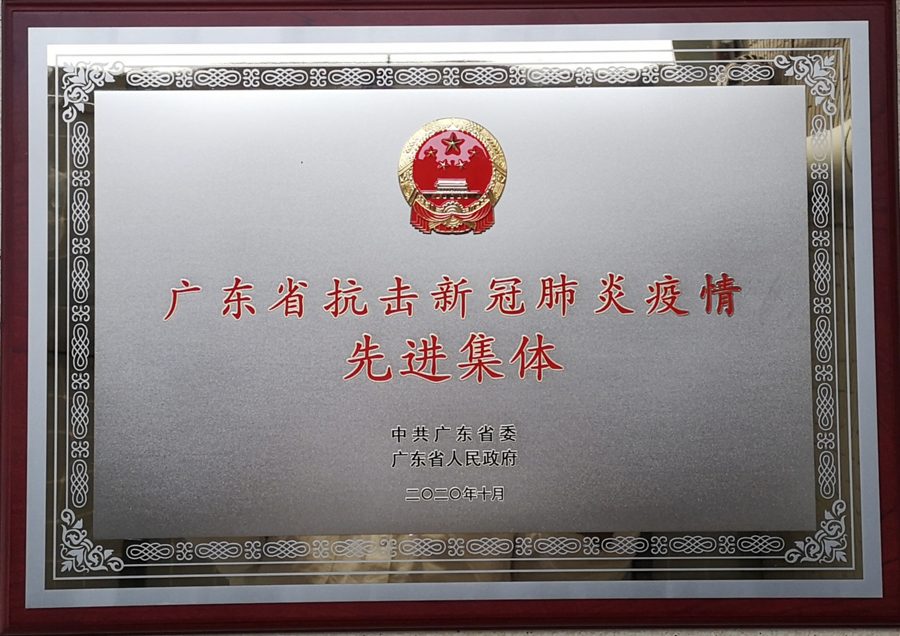 广东省抗击新冠肺炎疫情
先进集体
中共广东省委
广东省人民政府
二〇二〇年十月